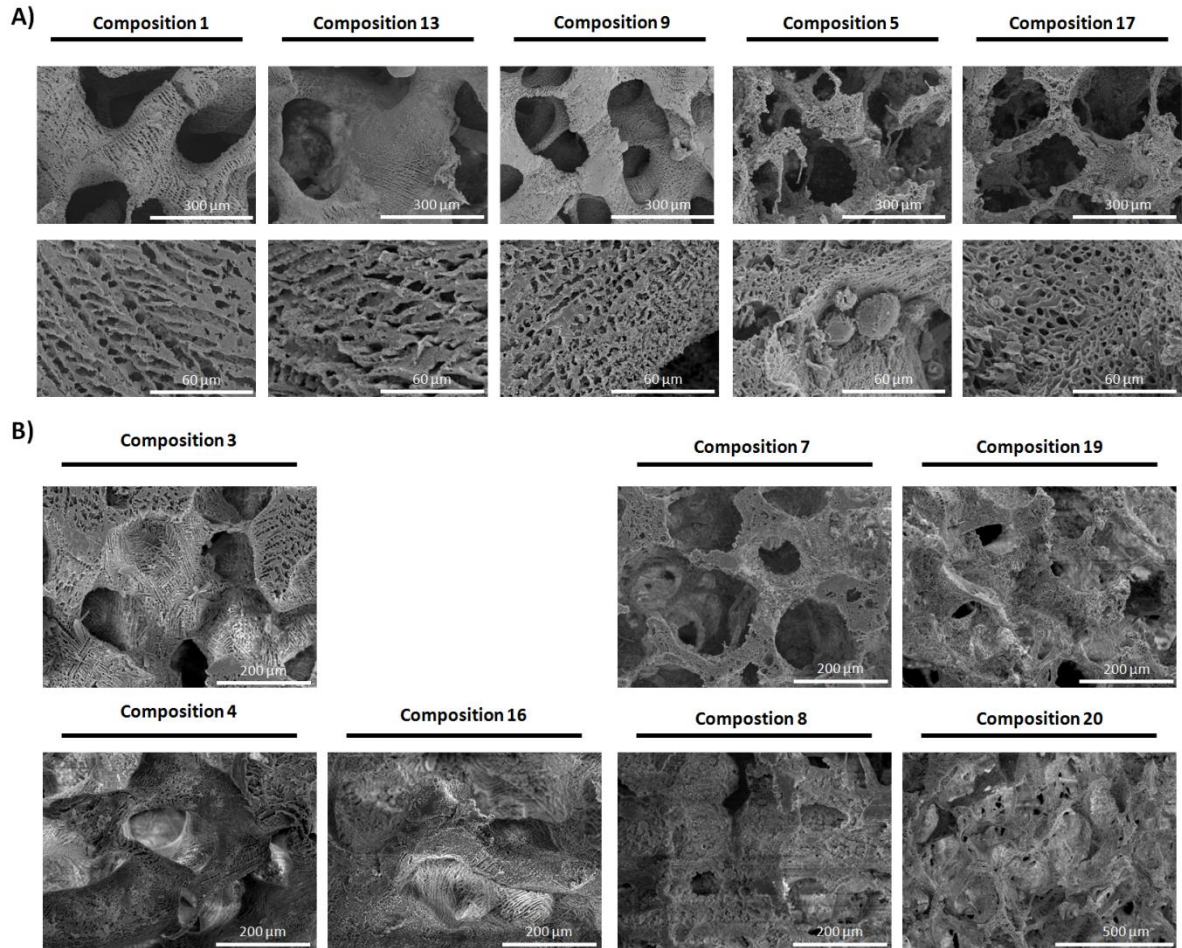 A)
Composition 1
Composition 13
Composition 9
Composition 5
Composition 17
300 µm
300 µm
300 µm
300 µm
300 µm
60 µm
60 µm
60 µm
60 µm
60 µm
B)
Composition 3
Composition 7
Composition 19
200 µm
200 µm
200 µm
Composition 4
Composition 16
Compostion 8
Composition 20
200 µm
200 µm
200 µm
500 µm